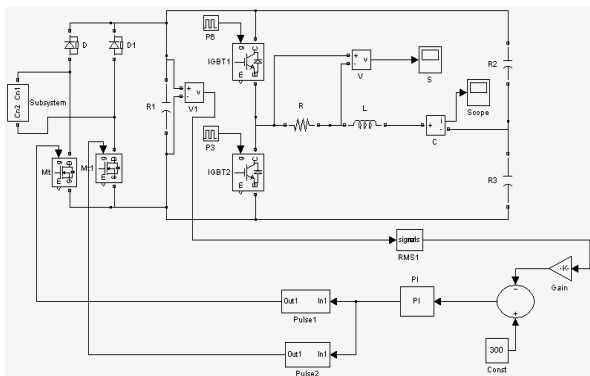 P6
D
D1
IGBT1
Cn2 Cn1
Subsystem
R1
V1
V
S
R2
R
L
Scope
C
P3
Mt
Mt1
IGBT2
R3
signals
RMS1
-K-
Gain
PI
PI
Out1 In1
Pulse1
Out1 In1
Pulse2
300
Const